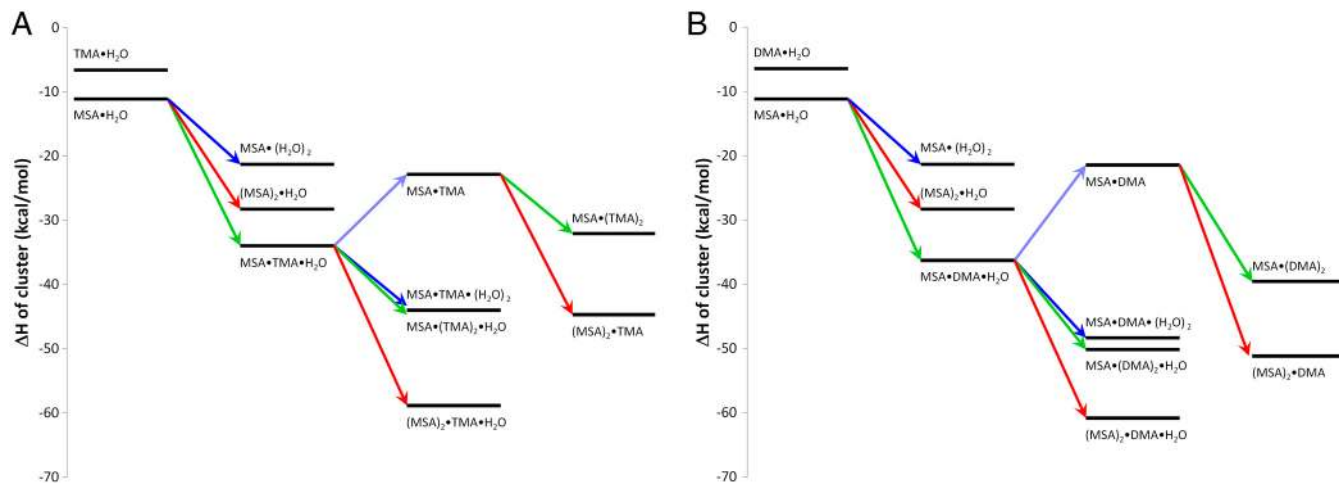 A
ΔH of cluster (kcal/mol)
0
-10
-20
-30
-40
-50
-60
-70
TMA•H₂O
MSA•H₂O
MSA•(H₂O)₂
(MSA)₂•H₂O
MSA•TMA•H₂O
MSA•TMA
MSA•TMA•(H₂O)₂
MSA•(TMA)₂•H₂O
(MSA)₂•TMA•H₂O
MSA•(TMA)₂
(MSA)₂•TMA
B
ΔH of cluster (kcal/mol)
0
-10
-20
-30
-40
-50
-60
-70
DMA•H₂O
MSA•H₂O
MSA•(H₂O)₂
(MSA)₂•H₂O
MSA•DMA•H₂O
MSA•DMA
MSA•DMA•(H₂O)₂
MSA•(DMA)₂•H₂O
(MSA)₂•DMA•H₂O
MSA•(DMA)₂
(MSA)₂•DMA